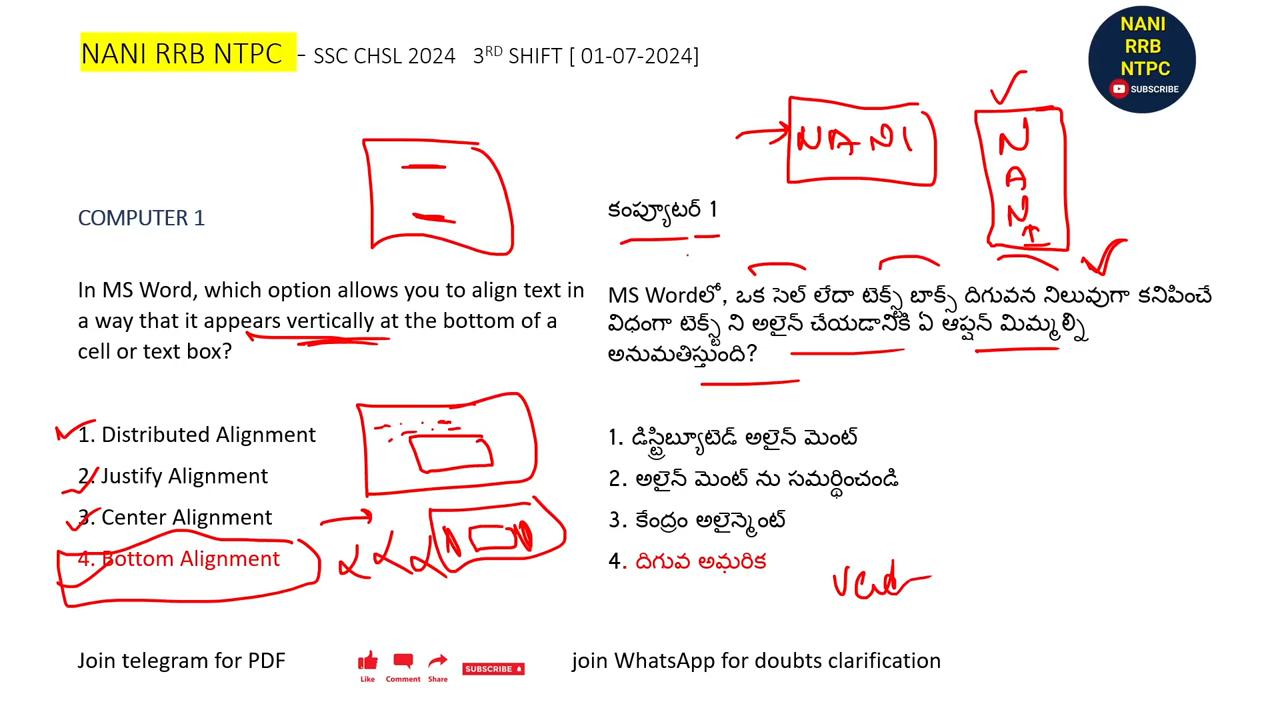 NANI RRB NTPC – SSC CHSL 2024 3RD SHIFT [ 01-07-2024]
NANI
RRB
NTPC
SUBSCRIBE
NANI
N
A
N
COMPUTER 1
In MS Word, which option allows you to align text in
a way that it appears vertically at the bottom of a
cell or text box?
1. Distributed Alignment
2. Justify Alignment
3. Center Alignment
4. Bottom Alignment
కంప్యూటర్ 1
MS Wordలో, ఒక సెల్ లేదా టెక్స్ట్ బాక్స్ దిగువన నిలువుగా కనిపించే
విధంగా టెక్స్ట్ ని అలైన్ చేయడానికి ఏ ఆప్షన్ మిమ్మల్ని
అనుమతిస్తుంది?
1. డిస్ట్రిబ్యూటెడ్ అలైన్ మెంట్
2. అలైన్ మెంట్ ను సమర్థించండి
3. కేంద్రం అలైన్మెంట్
4. దిగువ అమరిక
Join telegram for PDF
Like Comment Share
SUBSCRIBE
join WhatsApp for doubts clarification